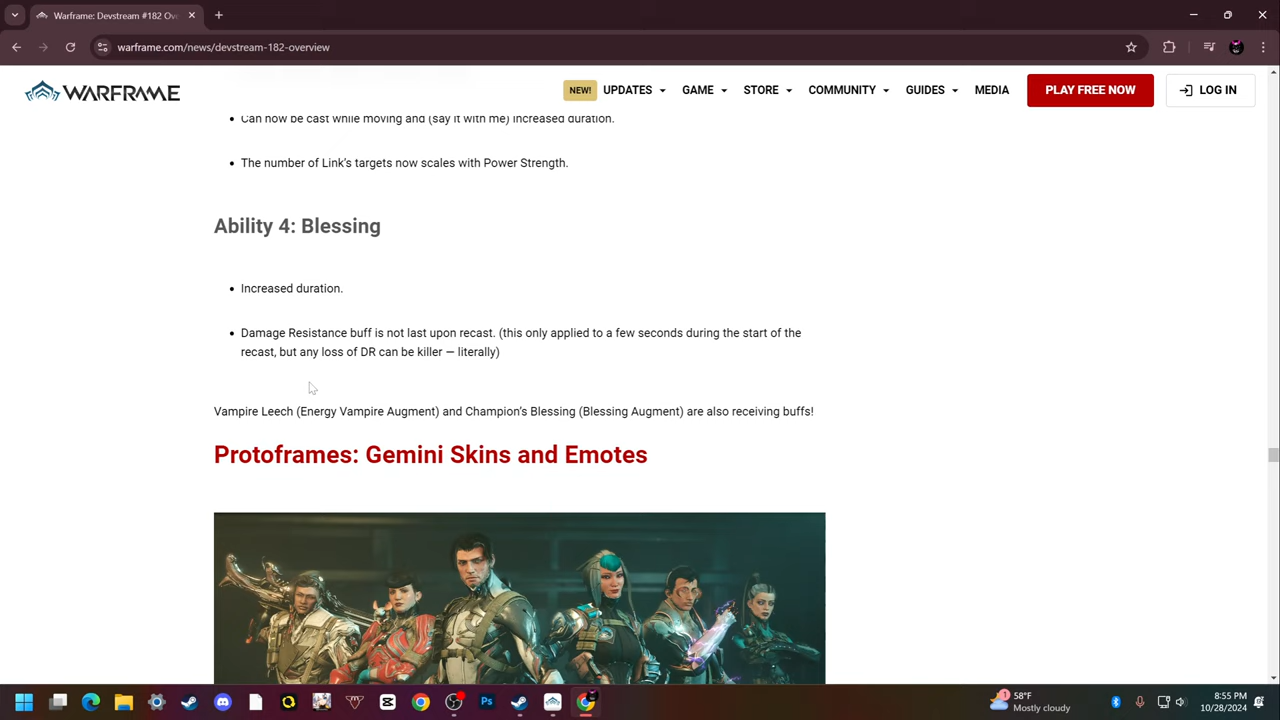 Warframe: Devstream #182 Ov
warframe.com/news/devstream-182-overview
WARFRAME
NEW! UPDATES GAME STORE COMMUNITY GUIDES MEDIA PLAY FREE NOW LOG IN
Can now be cast while moving and (say it with me) increased duration.
The number of Link's targets now scales with Power Strength.
Ability 4: Blessing
Increased duration.
Damage Resistance buff is not last upon recast. (this only applied to a few seconds during the start of the
recast, but any loss of DR can be killer — literally)
Vampire Leech (Energy Vampire Augment) and Champion's Blessing (Blessing Augment) are also receiving buffs!
Protoframes: Gemini Skins and Emotes
1
58°F
Mostly cloudy
8:55 PM
10/28/2024